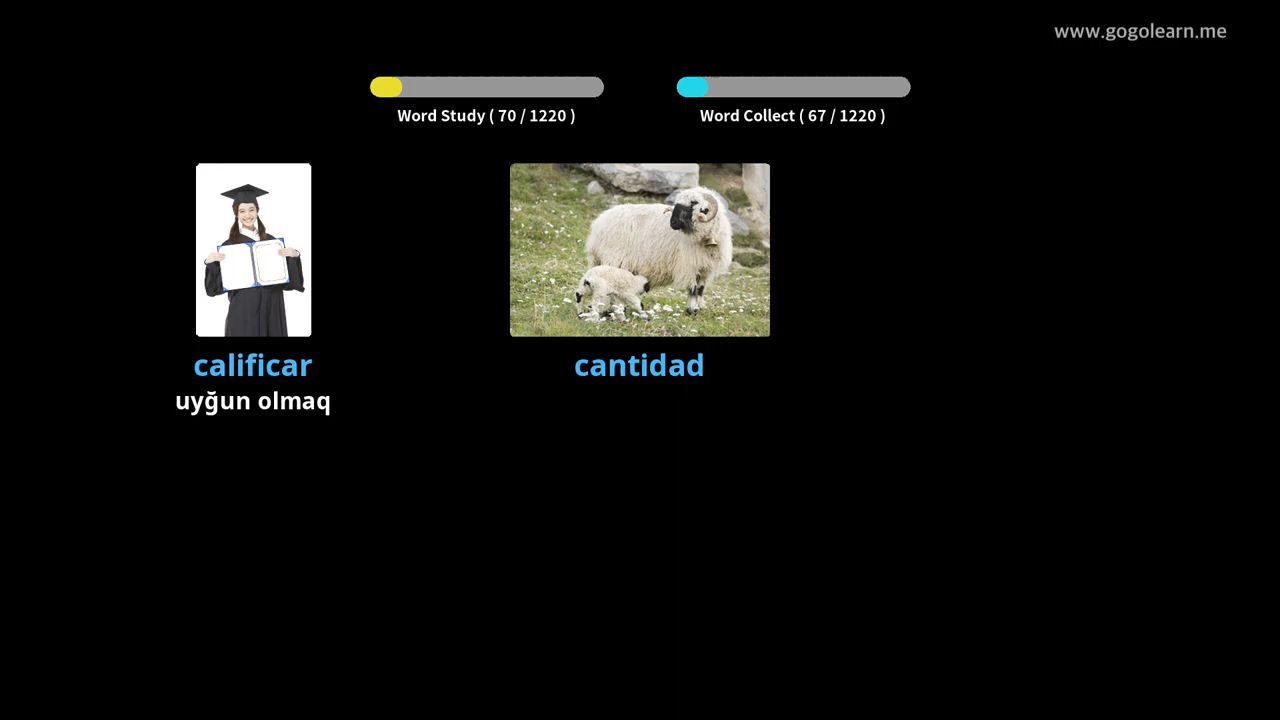 www.gogolearn.me
Word Study ( 70 / 1220 )
Word Collect ( 67 / 1220 )
calificar
uyğun olmaq
cantidad